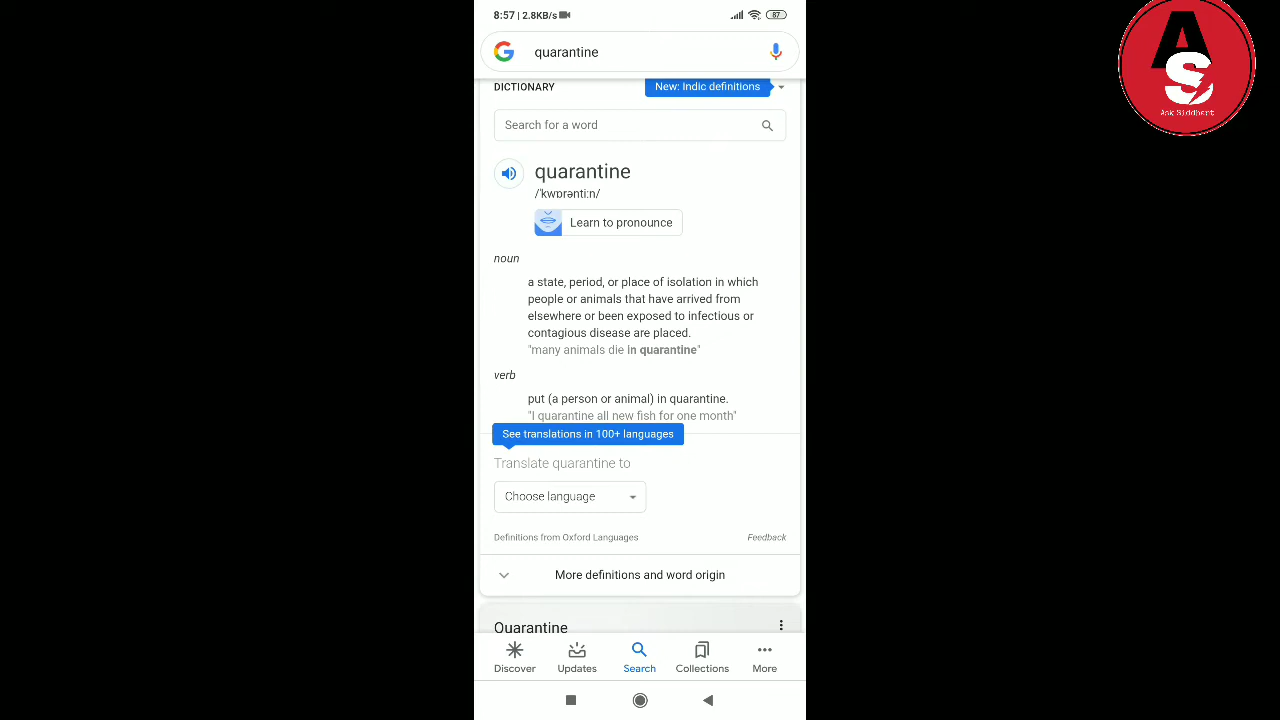 8:57 | 2.8KB/s
87
quarantine
DICTIONARY
New: Indic definitions
Search for a word
quarantine
/ˈkwɒrəntiːn/
Learn to pronounce
noun
a state, period, or place of isolation in which
people or animals that have arrived from
elsewhere or been exposed to infectious or
contagious disease are placed.
"many animals die in quarantine"
verb
put (a person or animal) in quarantine.
"I quarantine all new fish for one month"
See translations in 100+ languages
Translate quarantine to
Choose language
Definitions from Oxford Languages
Feedback
More definitions and word origin
Quarantine
Discover
Updates
Search
Collections
More
AS
Ask Siddhart